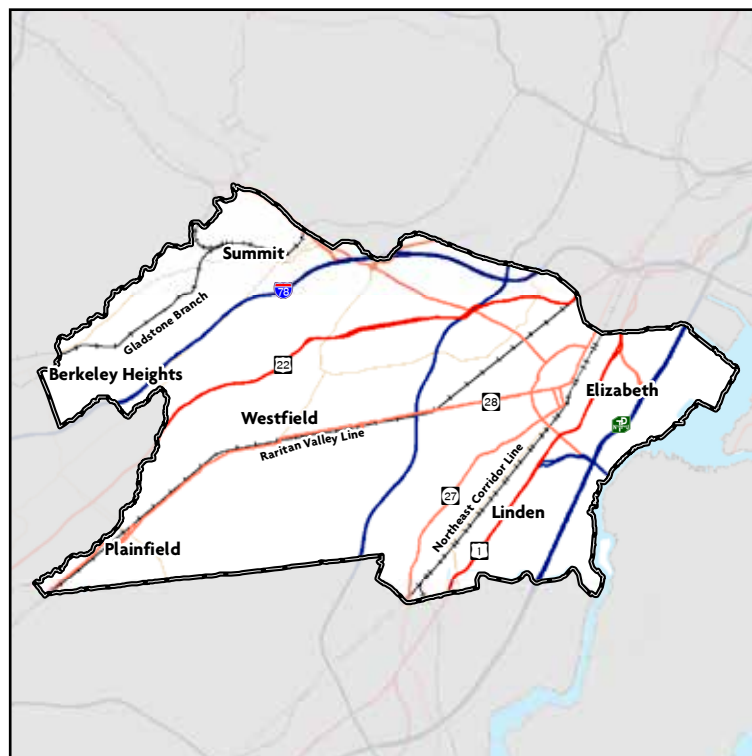 Summit
78
Gladstone Branch
Berkeley Heights
22
Elizabeth
28
Westfield
Raritan Valley Line
27
Northeast Corridor Line
Linden
Plainfield
1